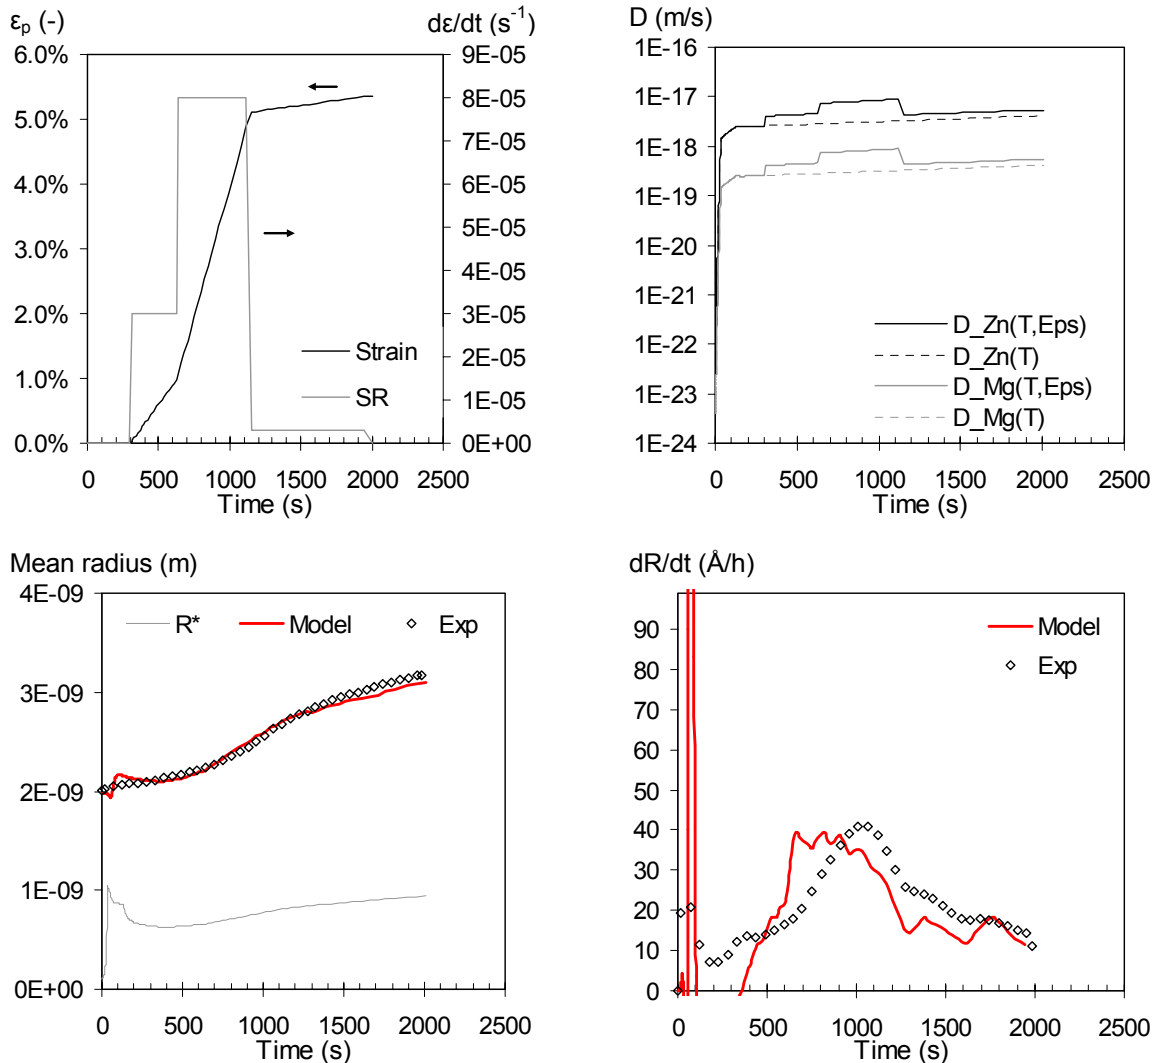 εp (-)
dε/dt (s-1)
6.0%
5.0%
4.0%
3.0%
2.0%
1.0%
0.0%
9E-05
8E-05
7E-05
6E-05
5E-05
4E-05
3E-05
2E-05
1E-05
0E+00
Strain
SR
0 500 1000 1500 2000 2500
Time (s)
D (m/s)
1E-16
1E-17
1E-18
1E-19
1E-20
1E-21
1E-22
1E-23
1E-24
D_Zn(T,Eps)
D_Zn(T)
D_Mg(T,Eps)
D_Mg(T)
0 500 1000 1500 2000 2500
Time (s)
Mean radius (m)
4E-09
3E-09
2E-09
1E-09
0E+00
R* Model Exp
0 500 1000 1500 2000 2500
Time (s)
dR/dt (Å/h)
90
80
70
60
50
40
30
20
10
0
Model
Exp
0 500 1000 1500 2000 2500
Time (s)